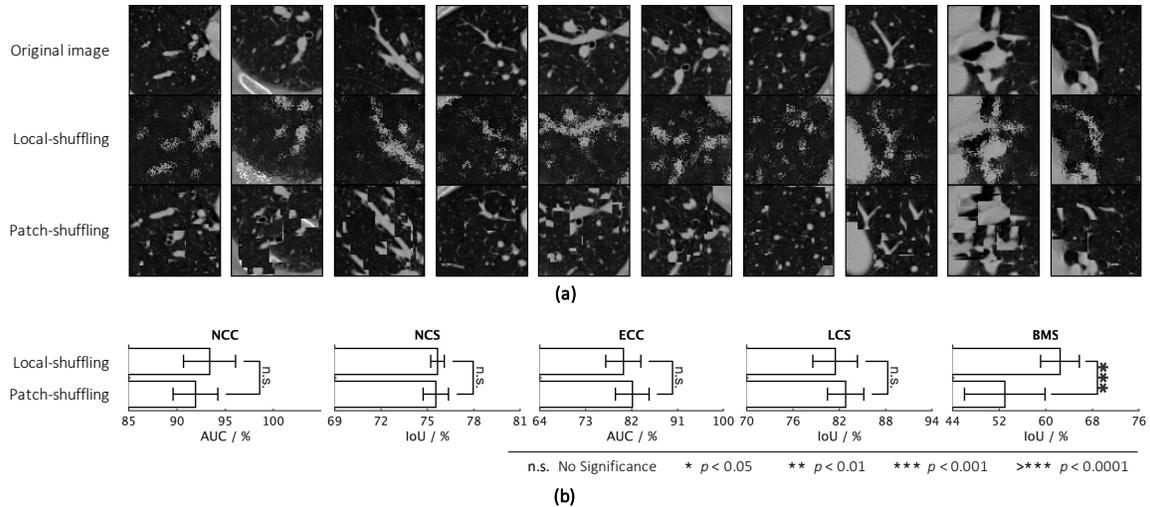 Original image
Local-shuffling
Patch-shuffling
(a)
NCC NCS ECC LCS BMS
Local-shuffling
Patch-shuffling
n.s. n.s. n.s. n.s. ***
85 90 95 100 69 72 75 78 81 64 73 82 91 100 70 76 82 88 94 44 52 60 68 76
AUC / % IoU / % AUC / % IoU / % IoU / %
n.s. No Significance * p < 0.05 ** p < 0.01 *** p < 0.001 >*** p < 0.0001
(b)